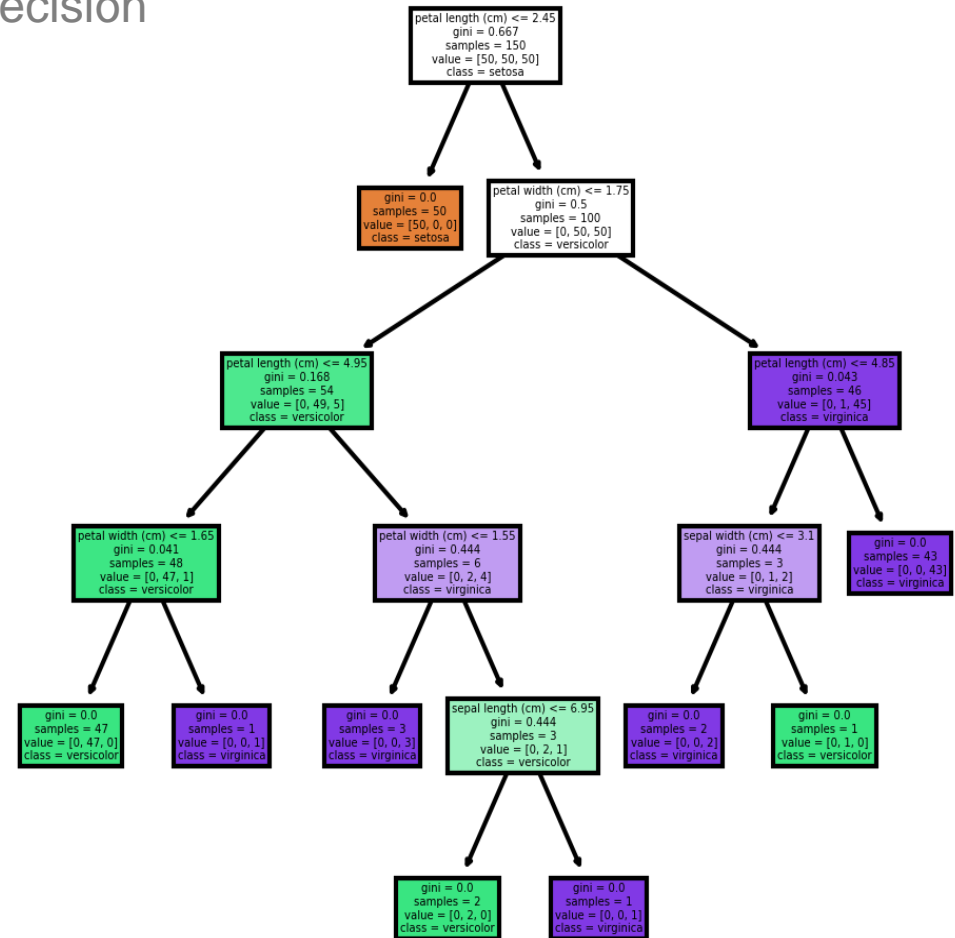 ecision
petal length (cm) <= 2.45
gini = 0.667
samples = 150
value = [50, 50, 50]
class = setosa
gini = 0.0
samples = 50
value = [50, 0, 0]
class = setosa
petal width (cm) <= 1.75
gini = 0.5
samples = 100
value = [0, 50, 50]
class = versicolor
petal length (cm) <= 4.95
gini = 0.168
samples = 54
value = [0, 49, 5]
class = versicolor
petal length (cm) <= 4.85
gini = 0.043
samples = 46
value = [0, 1, 45]
class = virginica
petal width (cm) <= 1.65
gini = 0.041
samples = 48
value = [0, 47, 1]
class = versicolor
petal width (cm) <= 1.55
gini = 0.444
samples = 6
value = [0, 2, 4]
class = virginica
sepal width (cm) <= 3.1
gini = 0.444
samples = 3
value = [0, 1, 2]
class = virginica
gini = 0.0
samples = 43
value = [0, 0, 43]
class = virginica
gini = 0.0
samples = 47
value = [0, 47, 0]
class = versicolor
gini = 0.0
samples = 1
value = [0, 0, 1]
class = virginica
gini = 0.0
samples = 3
value = [0, 0, 3]
class = virginica
sepal length (cm) <= 6.95
gini = 0.444
samples = 3
value = [0, 2, 1]
class = versicolor
gini = 0.0
samples = 2
value = [0, 0, 2]
class = virginica
gini = 0.0
samples = 1
value = [0, 1, 0]
class = versicolor
gini = 0.0
samples = 2
value = [0, 2, 0]
class = versicolor
gini = 0.0
samples = 1
value = [0, 0, 1]
class = virginica